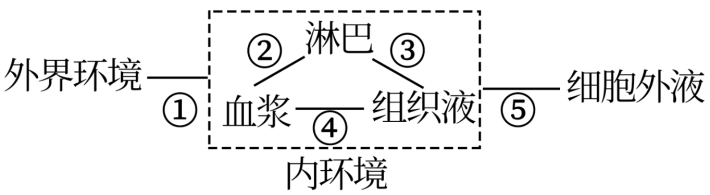 淋巴
② ③
外界环境 血浆 组织液 细胞外液
① ④ ⑤
内环境